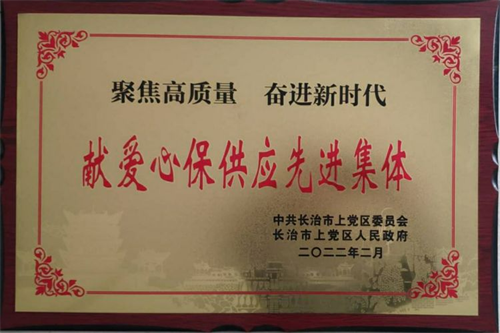 聚焦高质量 奋进新时代
献爱心保供应先进集体
中共长治市上党区委员会
长治市上党区人民政府
二〇二二年二月